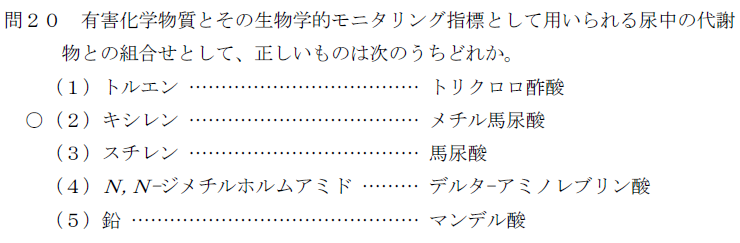 問２０　有害化学物質とその生物学的モニタリング指標として用いられる尿中の代謝
物との組合せとして、正しいものは次のうちどれか。
（１）トルエン ……………………………… トリクロロ酢酸
○（２）キシレン ……………………………… メチル馬尿酸
（３）スチレン ……………………………… 馬尿酸
（４）N, N−ジメチルホルムアミド ……… デルタ−アミノレブリン酸
（５）鉛 ……………………………………… マンデル酸